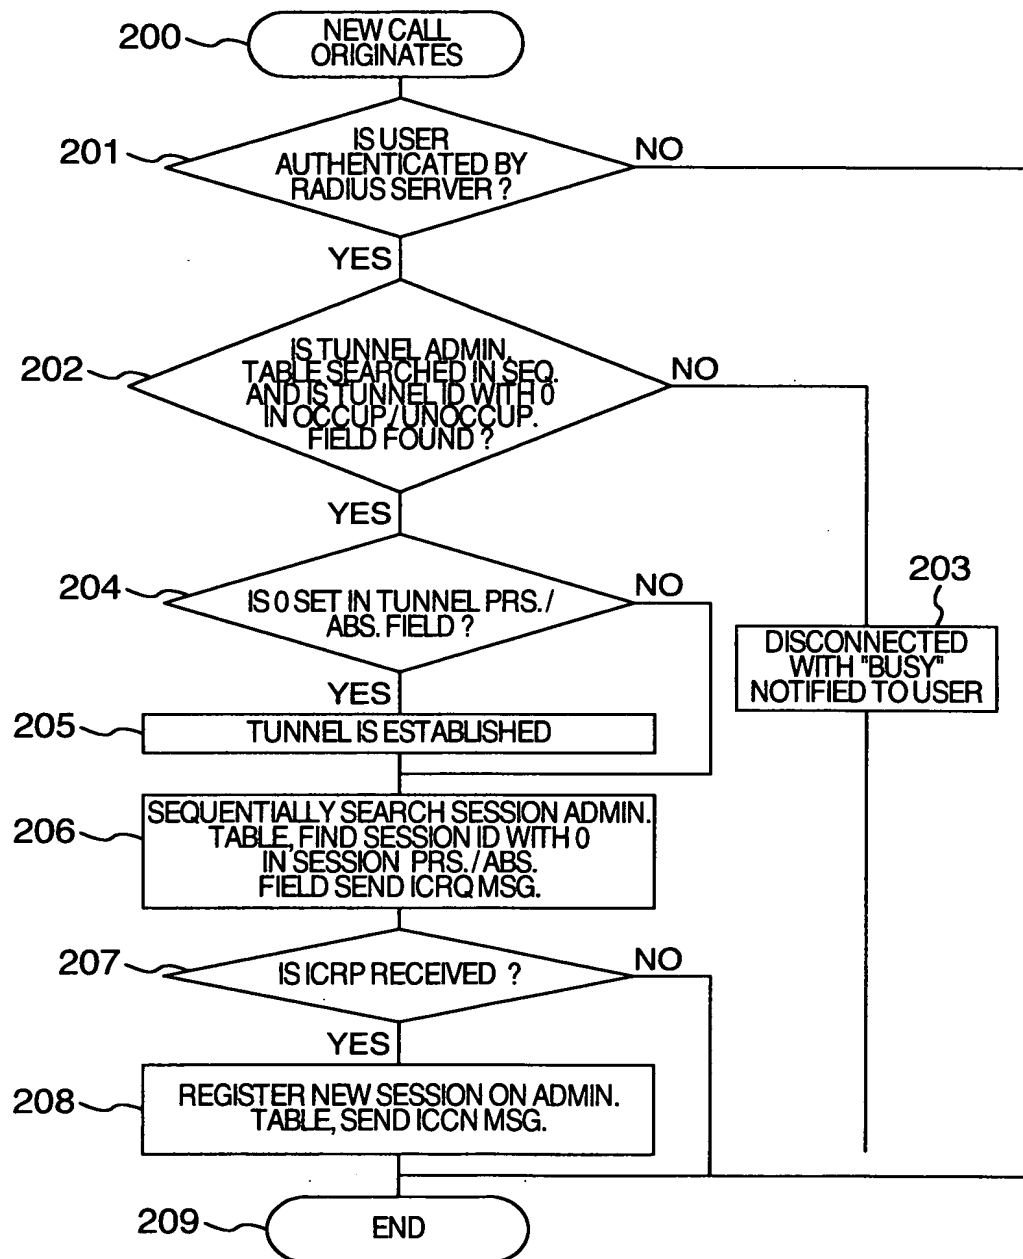 200
NEW CALL
ORIGINATES
201
IS USER
AUTHENTICATED BY
RADIUS SERVER ?
NO
YES
202
IS TUNNEL ADMIN.
TABLE SEARCHED IN SEQ.
AND IS TUNNEL ID WITH 0
IN OCCUP./UNOCCUP.
FIELD FOUND ?
NO
YES
204
IS 0 SET IN TUNNEL PRS./
ABS. FIELD ?
NO
203
DISCONNECTED
WITH "BUSY"
NOTIFIED TO USER
YES
205
TUNNEL IS ESTABLISHED
206
SEQUENTIALLY SEARCH SESSION ADMIN.
TABLE, FIND SESSION ID WITH 0
IN SESSION PRS./ABS.
FIELD SEND ICRQ MSG.
207
IS ICRP RECEIVED ?
NO
YES
208
REGISTER NEW SESSION ON ADMIN.
TABLE, SEND ICCN MSG.
209
END